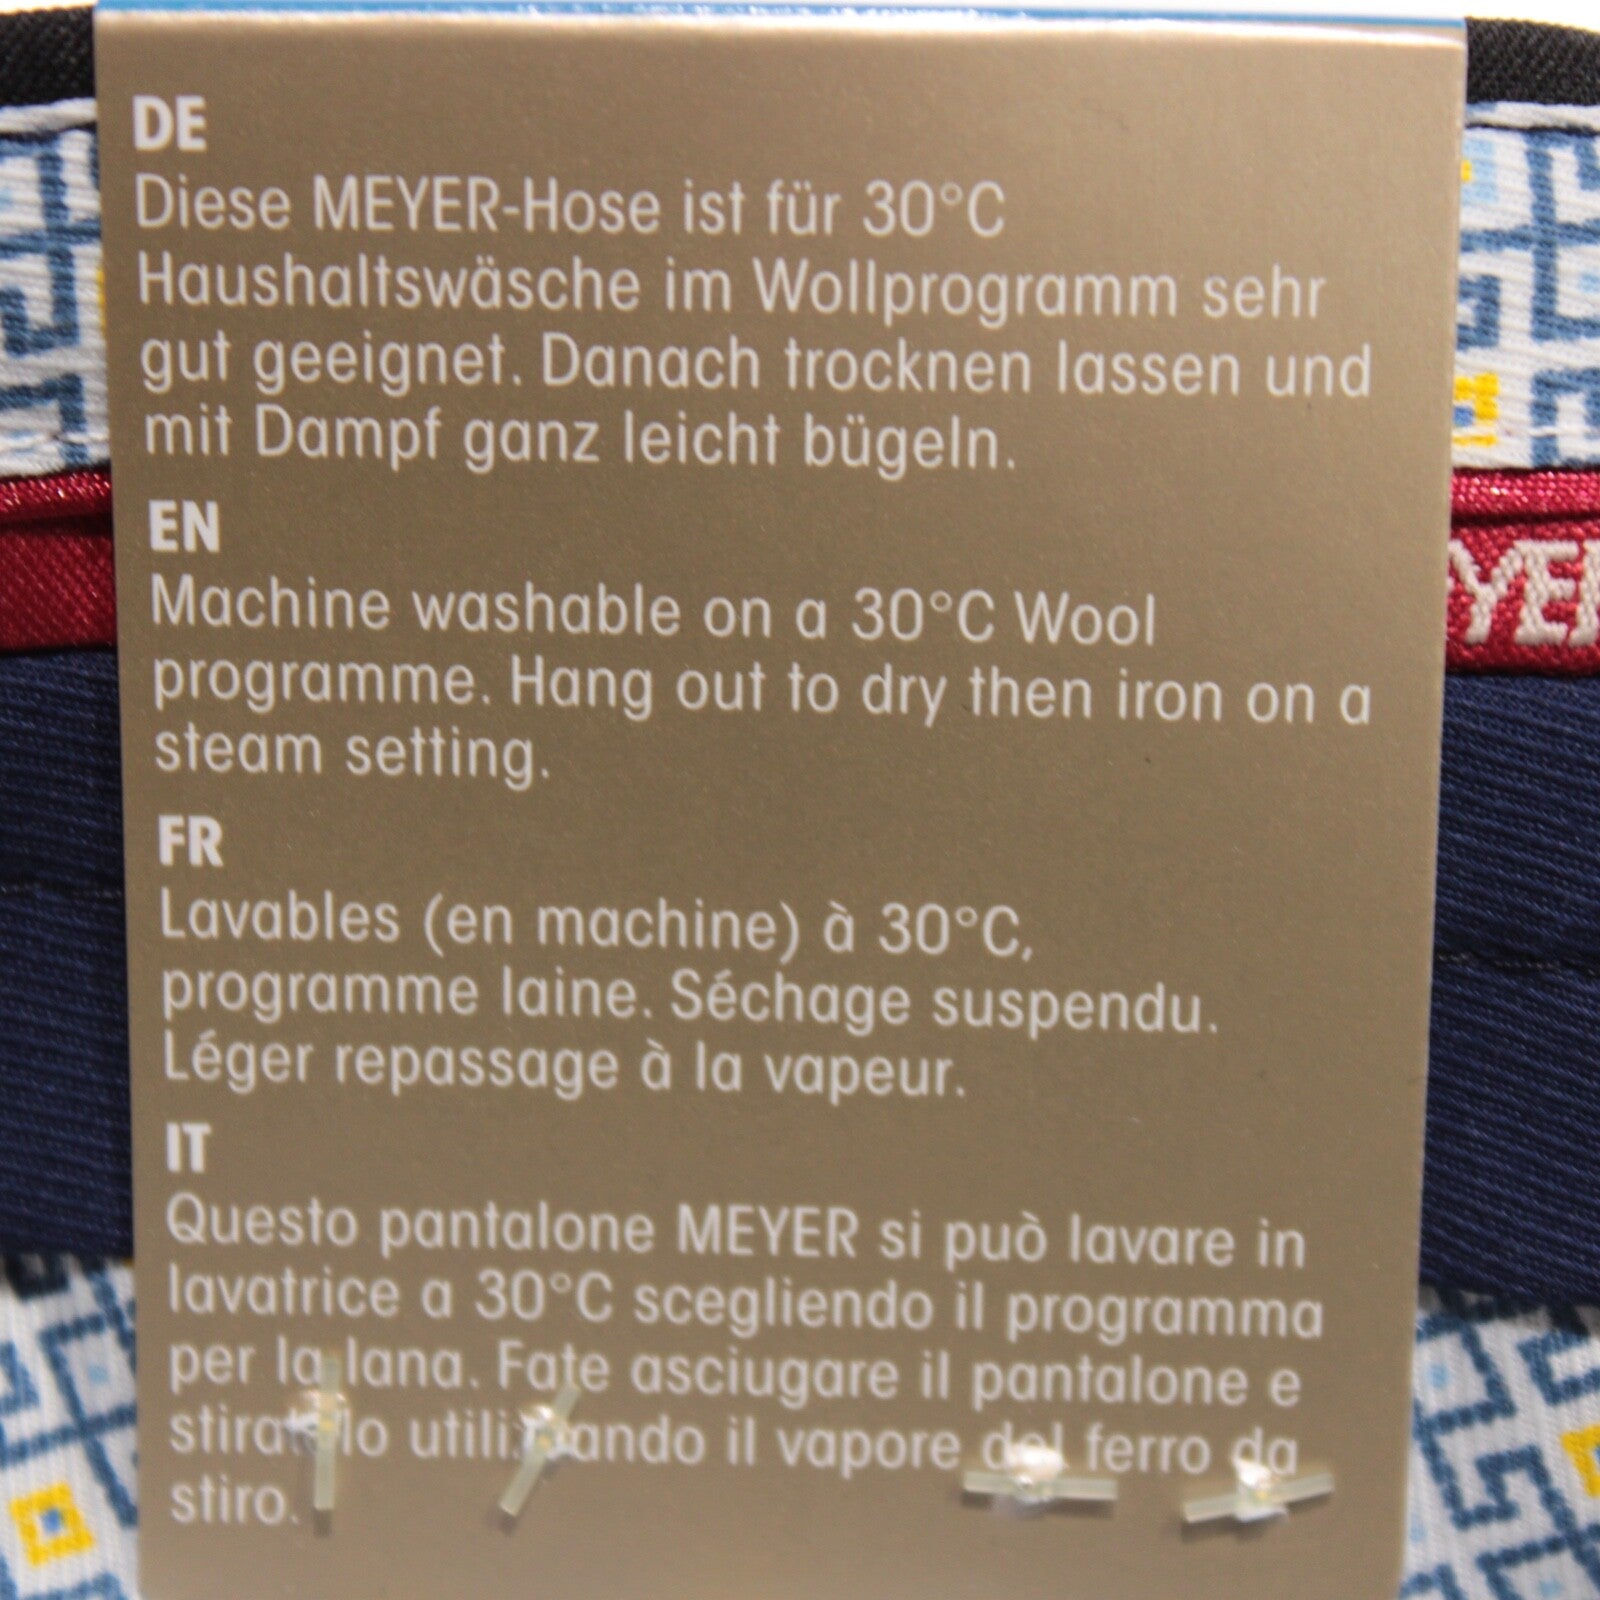 DE
Diese MEYER-Hose ist für 30°C
Haushaltswäsche im Wollprogramm sehr
gut geeignet. Danach trocknen lassen und
mit Dampf ganz leicht bügeln.
EN
Machine washable on a 30°C Wool
programme. Hang out to dry then iron on a
steam setting.
FR
Lavables (en machine) à 30°C,
programme laine. Séchage suspendu.
Léger repassage à la vapeur.
IT
Questo pantalone MEYER si può lavare in
lavatrice a 30°C scegliendo il programma
per la lana. Fate asciugare il pantalone e
stiratelo utilizzando il vapore del ferro da
stiro.